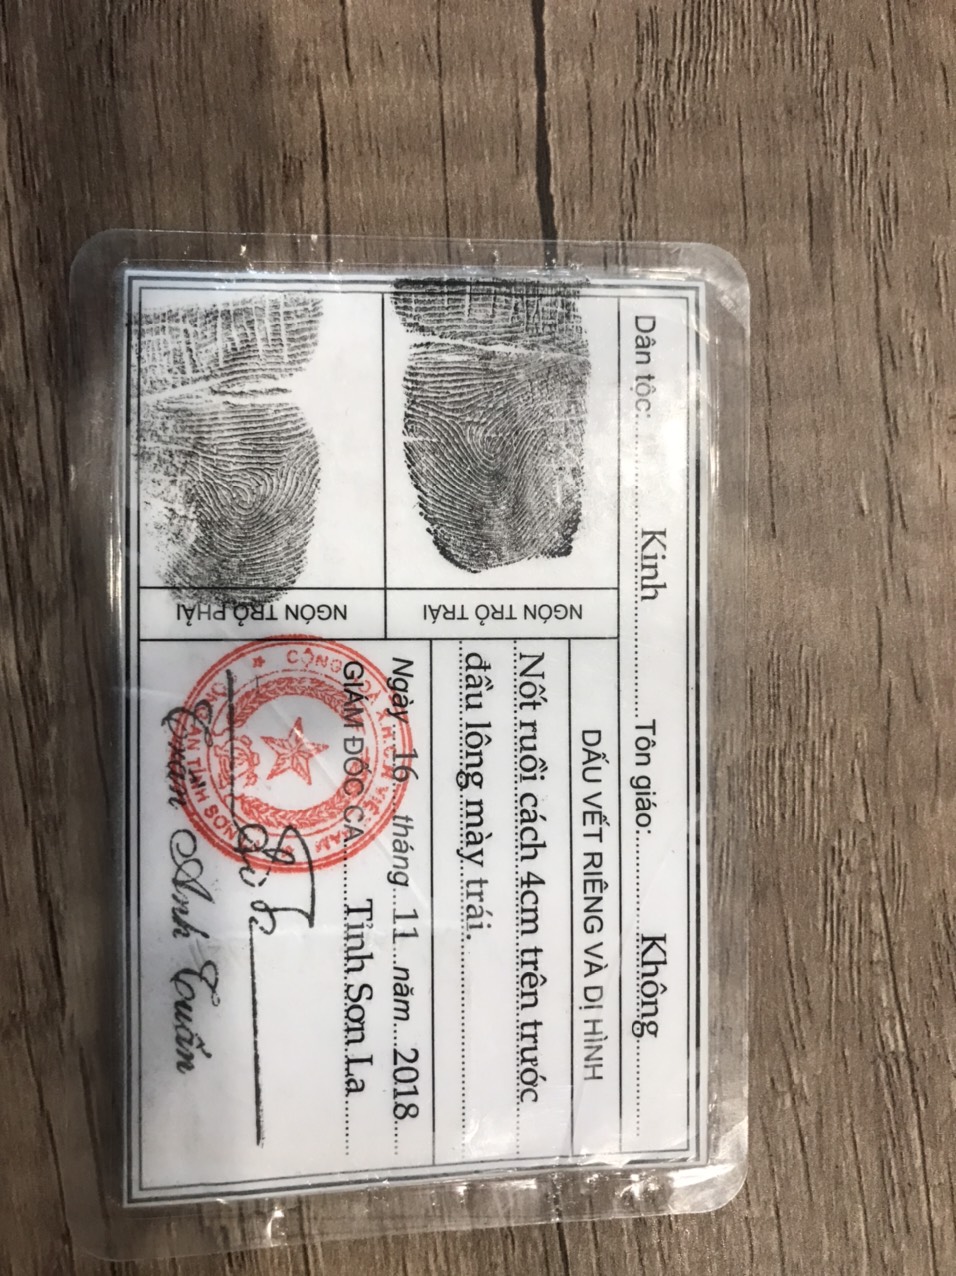 Dân tộc:......Kinh......Tôn giáo:......Không......
NGÓN TRỎ TRÁI
NGÓN TRỎ PHẢI
DẤU VẾT RIÊNG VÀ DỊ HÌNH
Nốt ruồi cách 4cm trên trước
đầu lông mày trái.
Ngày...16...tháng...11...năm...2018...
GIÁM ĐỐC CA......Tỉnh Sơn La......
Trần Anh Tuấn